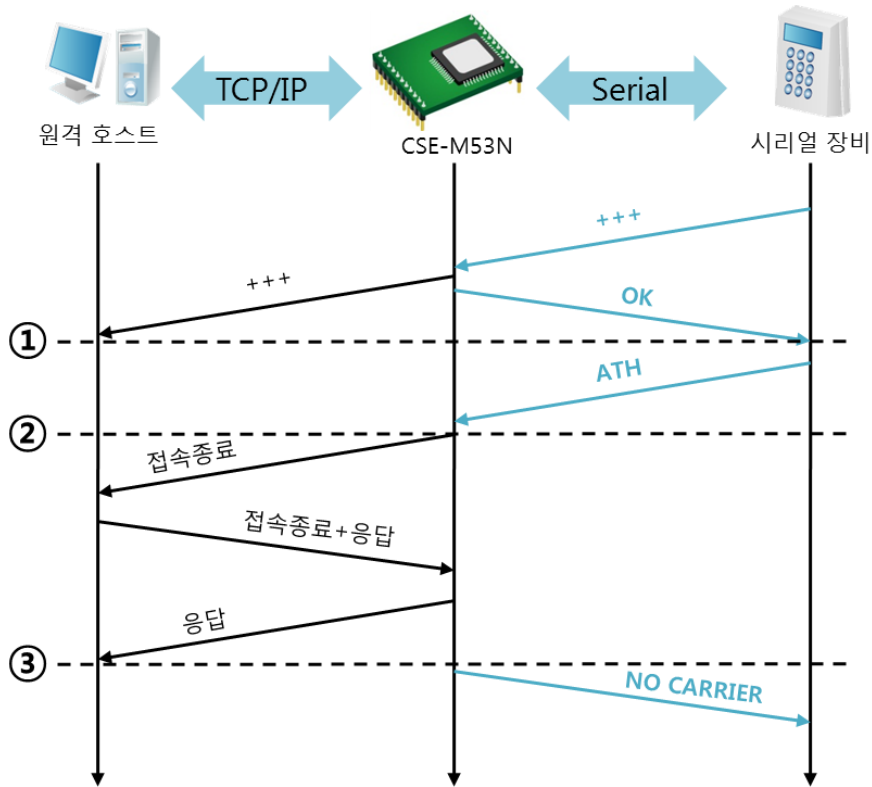 TCP/IP
Serial
원격 호스트
CSE-M53N
시리얼 장비
+++
+++
OK
①
ATH
②
접속종료
접속종료+응답
응답
③
NO CARRIER